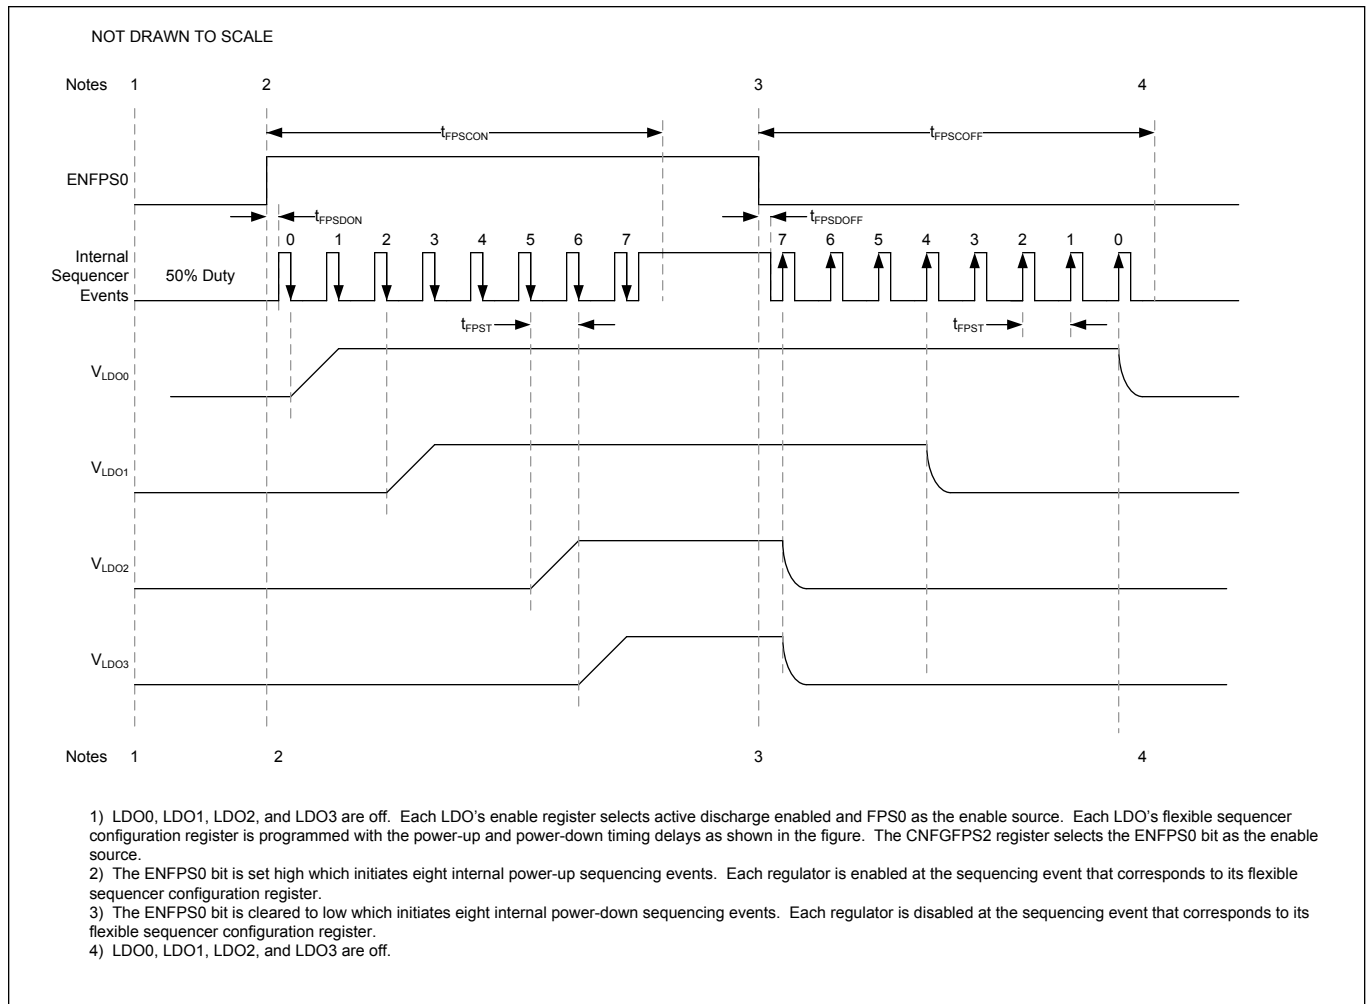 NOT DRAWN TO SCALE
Notes 1 2 3 4
tFPSCON tFPSCOFF
ENFPS0
tFPSDON tFPSDOFF
0 1 2 3 4 5 6 7 7 6 5 4 3 2 1 0
Internal
Sequencer
Events
50% Duty
tFPST tFPST
VLDO0
VLDO1
VLDO2
VLDO3
Notes 1 2 3 4
1) LDO0, LDO1, LDO2, and LDO3 are off. Each LDO's enable register selects active discharge enabled and FPS0 as the enable source. Each LDO's flexible sequencer
configuration register is programmed with the power-up and power-down timing delays as shown in the figure. The CNFGFPS2 register selects the ENFPS0 bit as the enable
source.
2) The ENFPS0 bit is set high which initiates eight internal power-up sequencing events. Each regulator is enabled at the sequencing event that corresponds to its flexible
sequencer configuration register.
3) The ENFPS0 bit is cleared to low which initiates eight internal power-down sequencing events. Each regulator is disabled at the sequencing event that corresponds to its
flexible sequencer configuration register.
4) LDO0, LDO1, LDO2, and LDO3 are off.